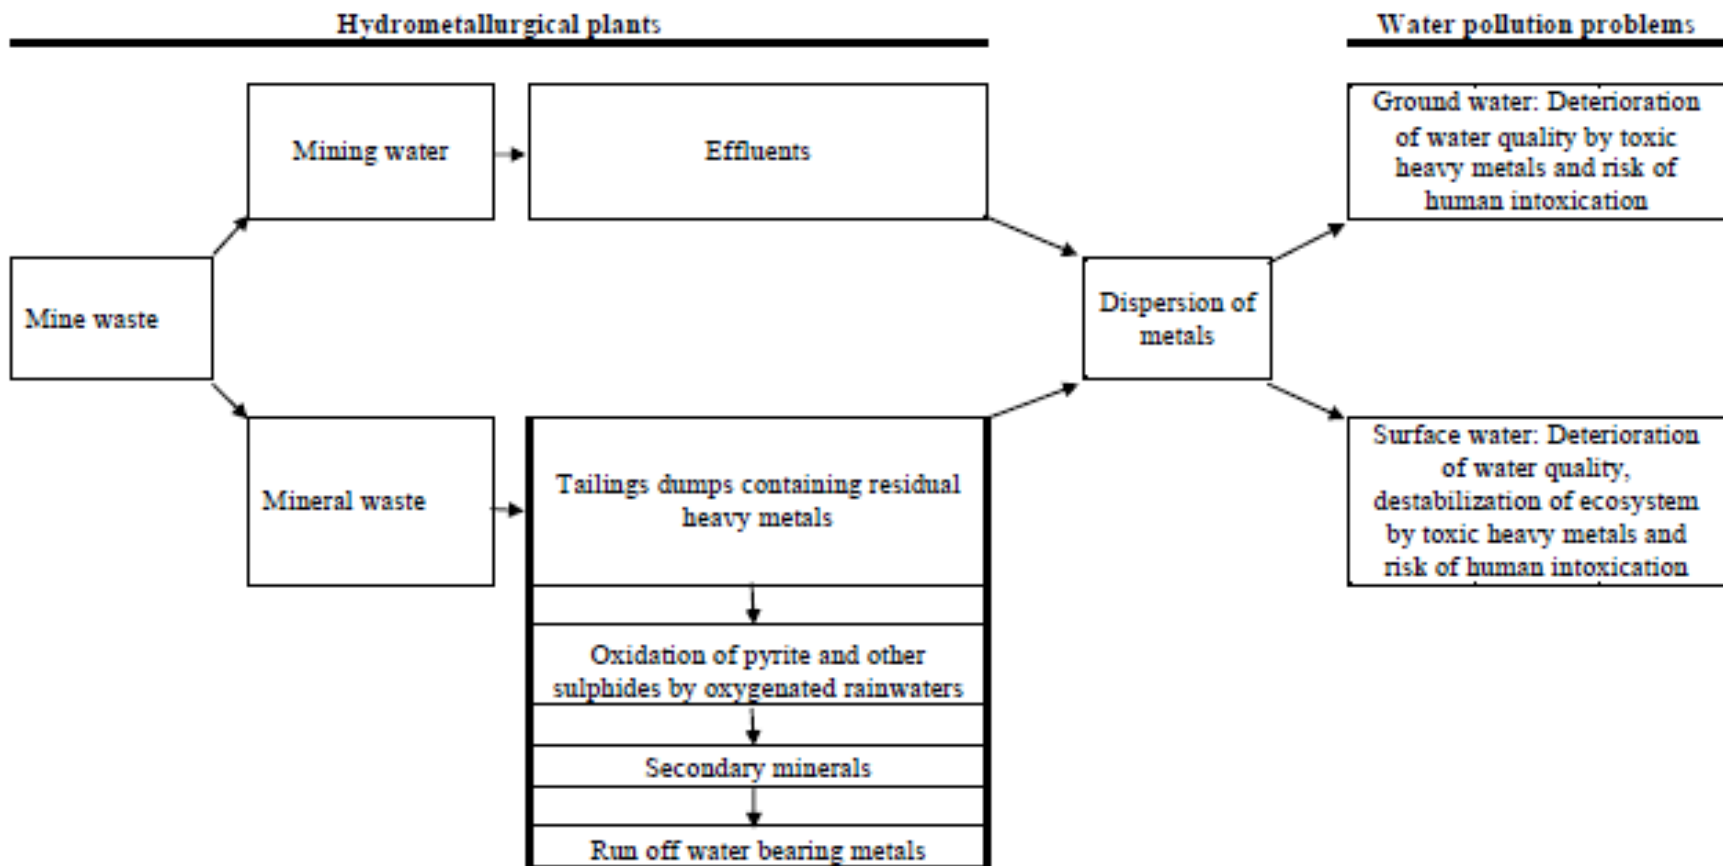 Hydrometallurgical plants
Water pollution problems
Mining water
Effluents
Ground water: Deterioration
of water quality by toxic
heavy metals and risk of
human intoxication
Mine waste
Dispersion of
metals
Mineral waste
Tailings dumps containing residual
heavy metals
Surface water: Deterioration
of water quality,
destabilization of ecosystem
by toxic heavy metals and
risk of human intoxication
Oxidation of pyrite and other
sulphides by oxygenated rainwaters
Secondary minerals
Run off water bearing metals